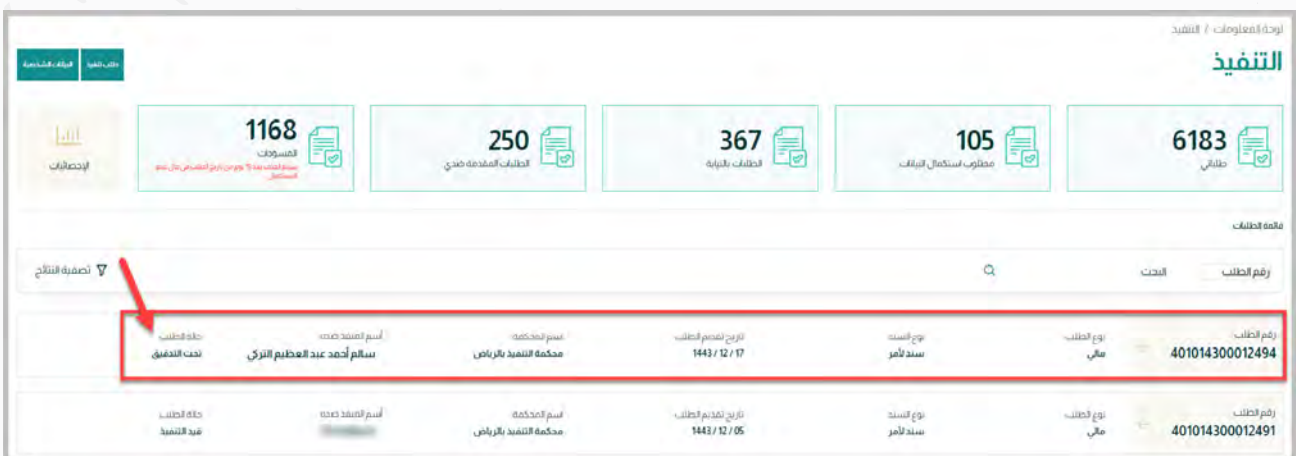 لوحة المعلومات / التنفيذ
التنفيذ
طلب تنفيذ
البيانات الشخصية
6183
طلباتي
105
مطلوب استكمال البيانات
367
الطلبات بالنيابة
250
الطلبات المقدمة ضدي
1168
المسودات
الإحصائيات
قائمة الطلبات
رقم الطلب البحث تصفية النتائج
رقم الطلب نوع الطلب نوع السند تاريخ تقديم الطلب اسم المحكمة أسم المنفذ ضده حالة الطلب
401014300012494 مالي سند لأمر 1443 / 12 / 17 محكمة التنفيذ بالرياض سالم أحمد عبد العظيم التركي تحت التدقيق
رقم الطلب نوع الطلب نوع السند تاريخ تقديم الطلب اسم المحكمة أسم المنفذ ضده حالة الطلب
401014300012491 مالي سند لأمر 1443 / 12 / 05 محكمة التنفيذ بالرياض قيد التنفيذ